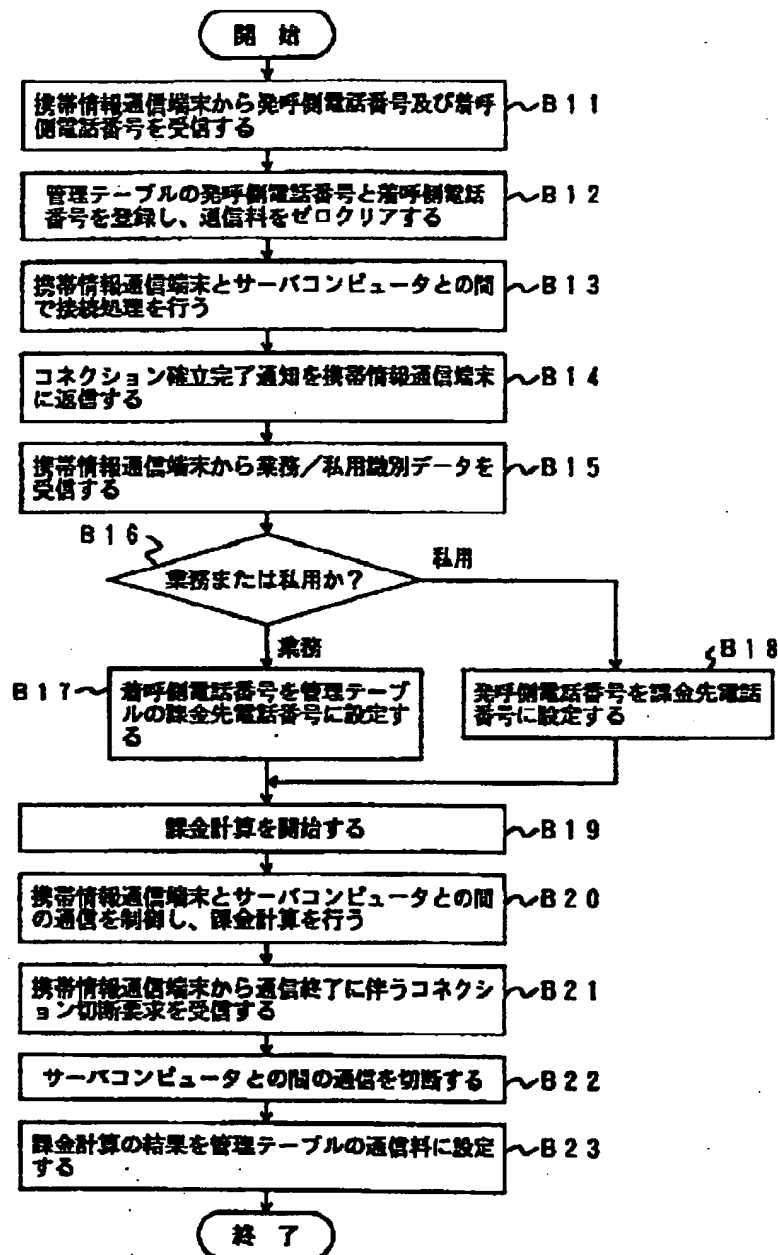 開 始
携帯情報通信端末から発呼側電話番号及び着呼
側電話番号を受信する
B11
管理テーブルの発呼側電話番号と着呼側電話
番号を登録し、通信料をゼロクリアする
B12
携帯情報通信端末とサーバコンピュータとの間
で接続処理を行う
B13
コネクション確立完了通知を携帯情報通信端末
に返信する
B14
携帯情報通信端末から業務/私用識別データを
受信する
B15
B16
業務または私用か?
私用
業務
B17
着呼側電話番号を管理テーブ
ルの課金先電話番号に設定す
る
B18
発呼側電話番号を課金先電話
番号に設定する
課金計算を開始する
B19
携帯情報通信端末とサーバコンピュータとの間
の通信を制御し、課金計算を行う
B20
携帯情報通信端末から通信終了に伴うコネクシ
ョン切断要求を受信する
B21
サーバコンピュータとの間の通信を切断する
B22
課金計算の結果を管理テーブルの通信料に設定
する
B23
終 了